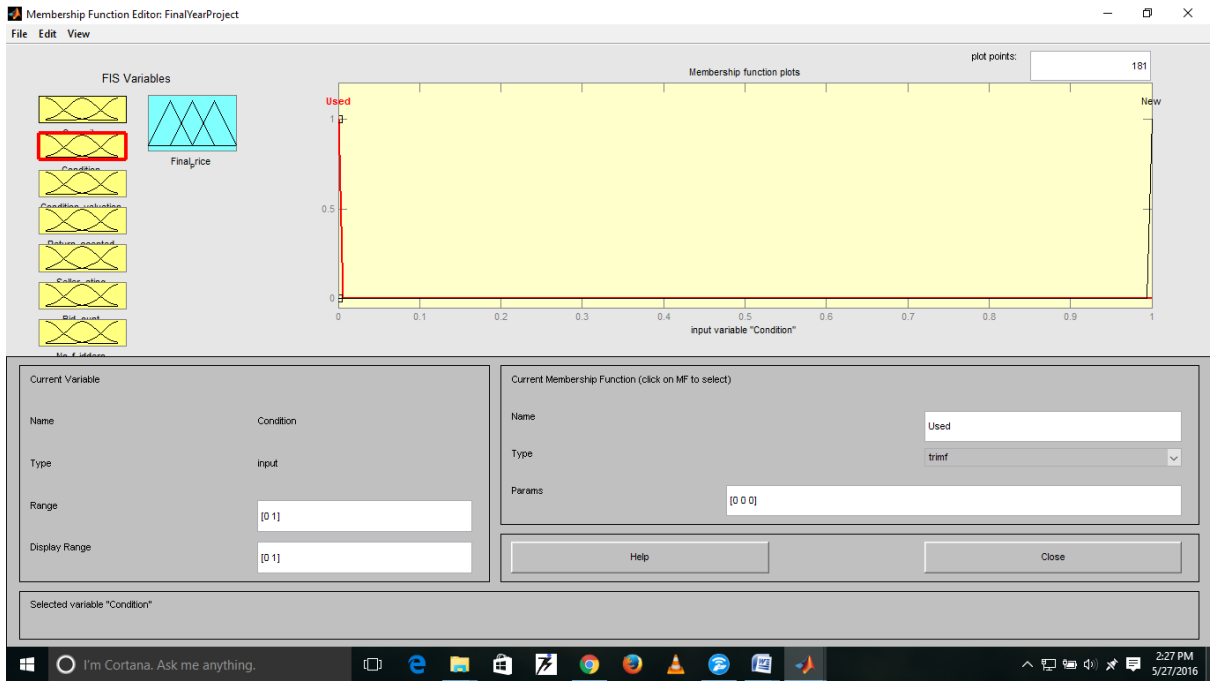 Membership Function Editor: FinalYearProject
File Edit View
FIS Variables
Final_price
Condition
Condition_valuation
plot points:
181
Membership function plots
Used
New
1
0.5
0
0 0.1 0.2 0.3 0.4 0.5 0.6 0.7 0.8 0.9 1
input variable "Condition"
Current Variable
Name Condition
Type input
Range [0 1]
Display Range [0 1]
Current Membership Function (click on MF to select)
Name Used
Type trimf
Params [0 0 0]
Help Close
Selected variable "Condition"
I'm Cortana. Ask me anything.
2:27 PM
5/27/2016